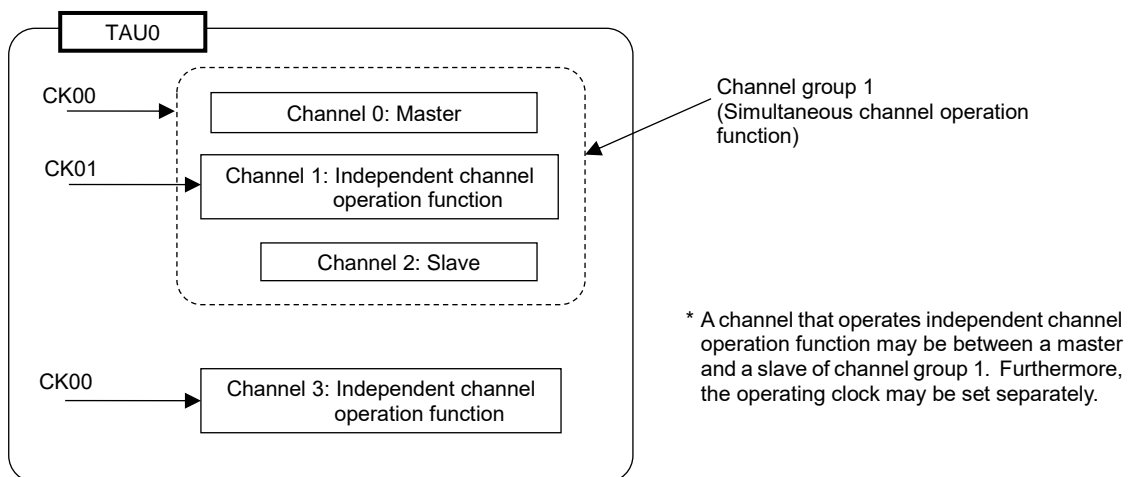 TAU0
CK00
Channel 0: Master
Channel group 1
(Simultaneous channel operation
function)
CK01
Channel 1: Independent channel
operation function
Channel 2: Slave
* A channel that operates independent channel
operation function may be between a master
and a slave of channel group 1. Furthermore,
the operating clock may be set separately.
CK00
Channel 3: Independent channel
operation function